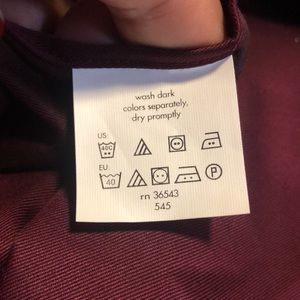 wash dark
colors separately,
dry promptly
US:
40C
EU:
40 P
rn 36543
545